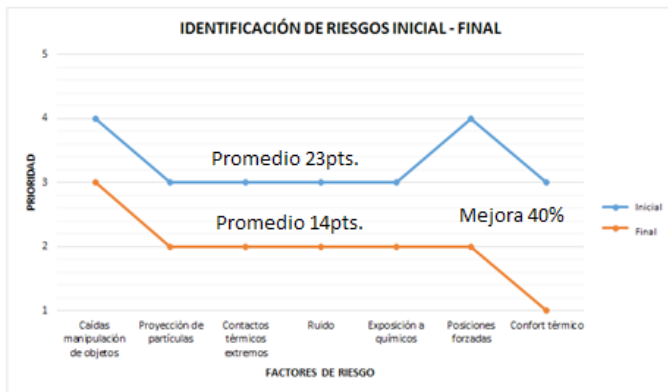 IDENTIFICACIÓN DE RIESGOS INICIAL - FINAL
5
4
3
2
1
PRIORIDAD
Promedio 23pts.
Promedio 14pts.
Mejora 40%
Inicial
Final
Caídas
manipulación
de objetos
Proyección de
partículas
Contactos
térmicos
extremos
Ruido
Exposición a
químicos
Posiciones
forzadas
Confort térmico
FACTORES DE RIESGO